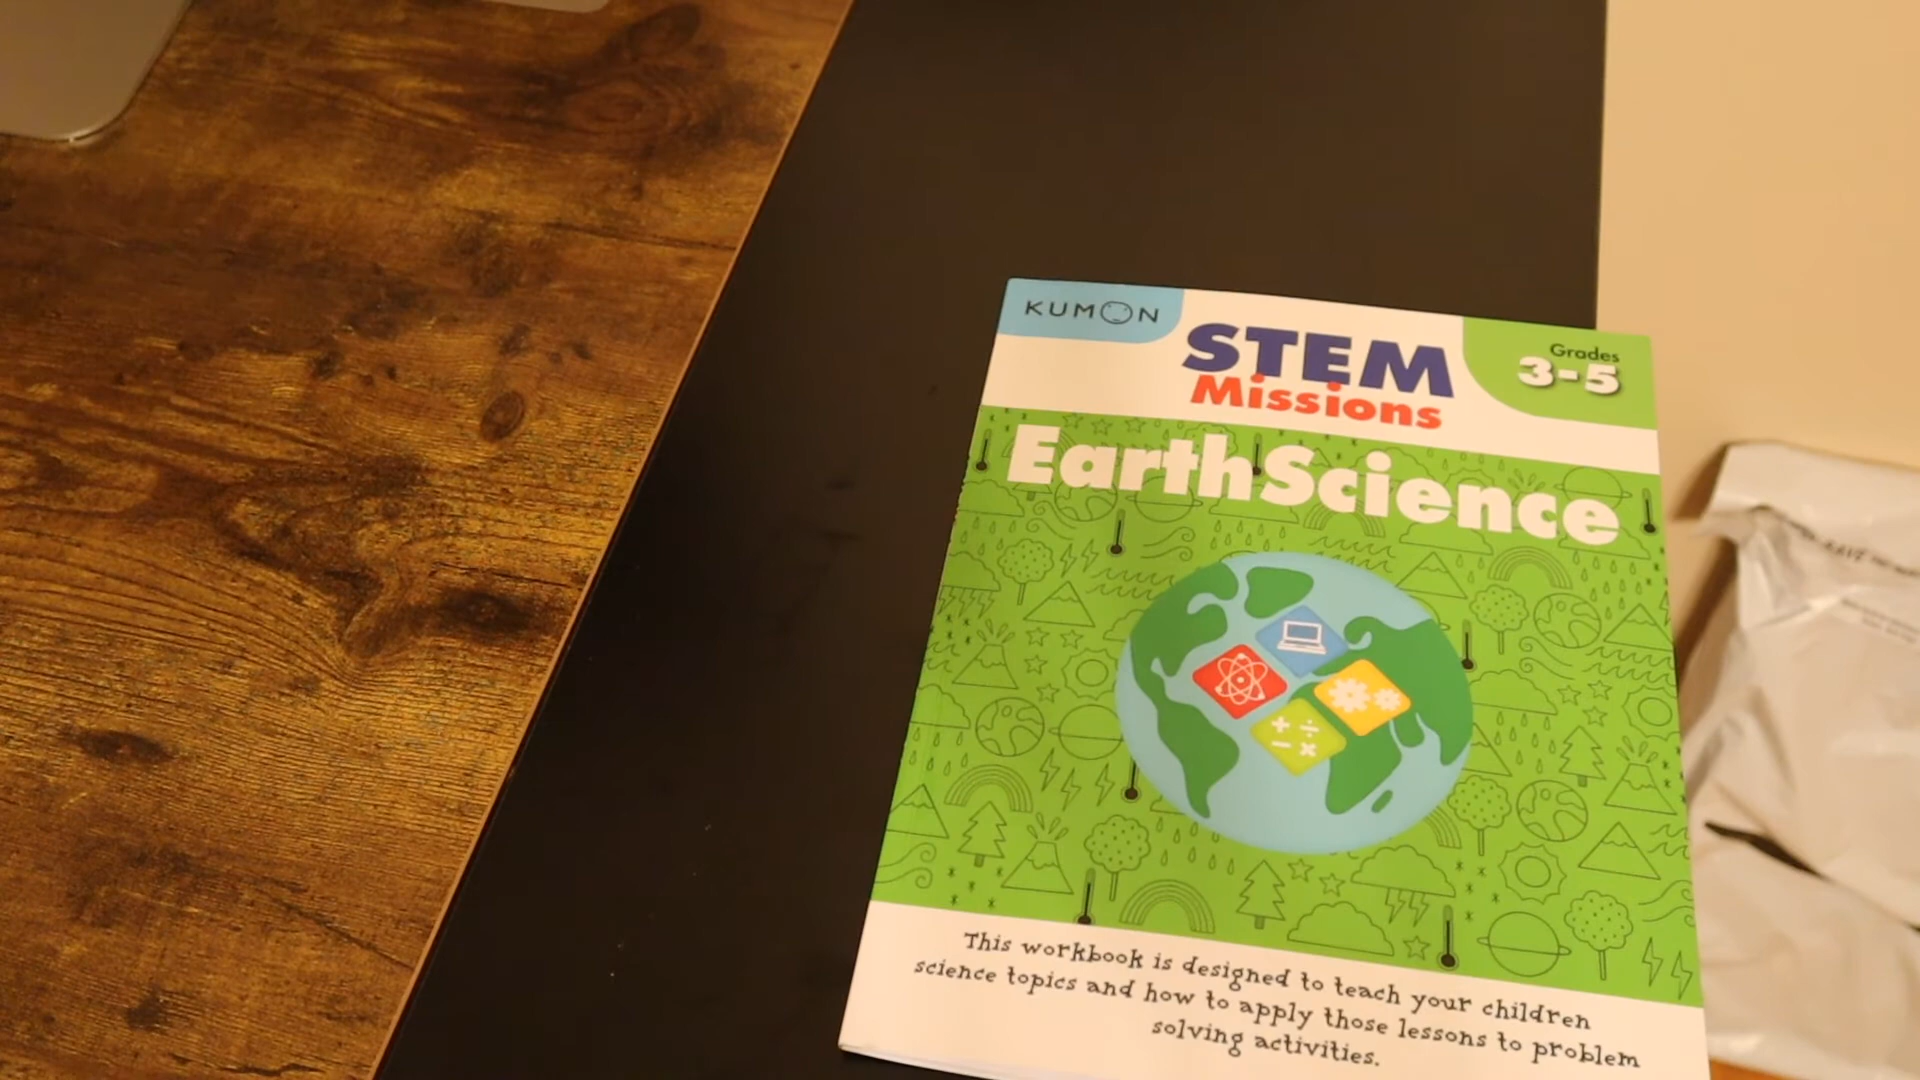 KUMON
STEM
Missions
Grades
3-5
Earth Science
This workbook is designed to teach your children
science topics and how to apply those lessons to problem
solving activities.